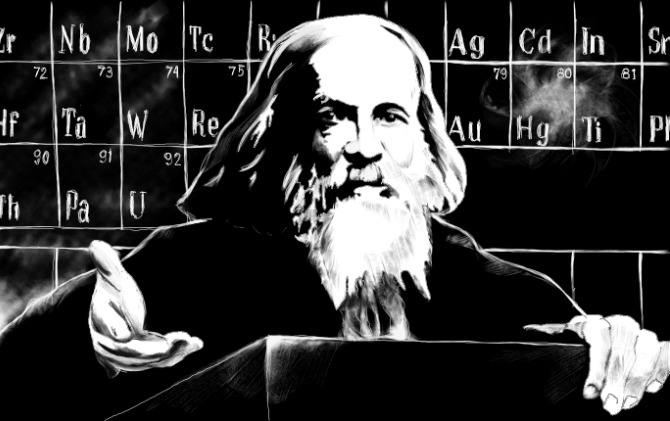 Zr Nb Mo Tc R Ag Cd In Sn
72 73 74 75 79 80 81
Hf Ta W Re Au Hg Ti
90 91 92
Th Pa U